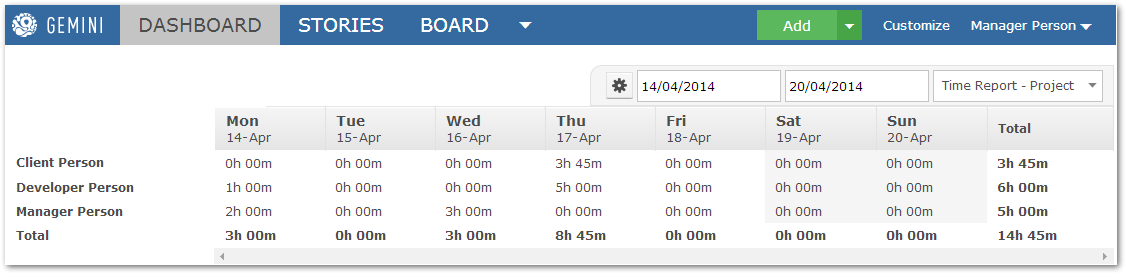 GEMINI DASHBOARD STORIES BOARD Add Customize Manager Person
14/04/2014 20/04/2014 Time Report - Project
Mon Tue Wed Thu Fri Sat Sun Total
14-Apr 15-Apr 16-Apr 17-Apr 18-Apr 19-Apr 20-Apr
Client Person 0h 00m 0h 00m 0h 00m 3h 45m 0h 00m 0h 00m 0h 00m 3h 45m
Developer Person 1h 00m 0h 00m 0h 00m 5h 00m 0h 00m 0h 00m 0h 00m 6h 00m
Manager Person 2h 00m 0h 00m 3h 00m 0h 00m 0h 00m 0h 00m 0h 00m 5h 00m
Total 3h 00m 0h 00m 3h 00m 8h 45m 0h 00m 0h 00m 0h 00m 14h 45m